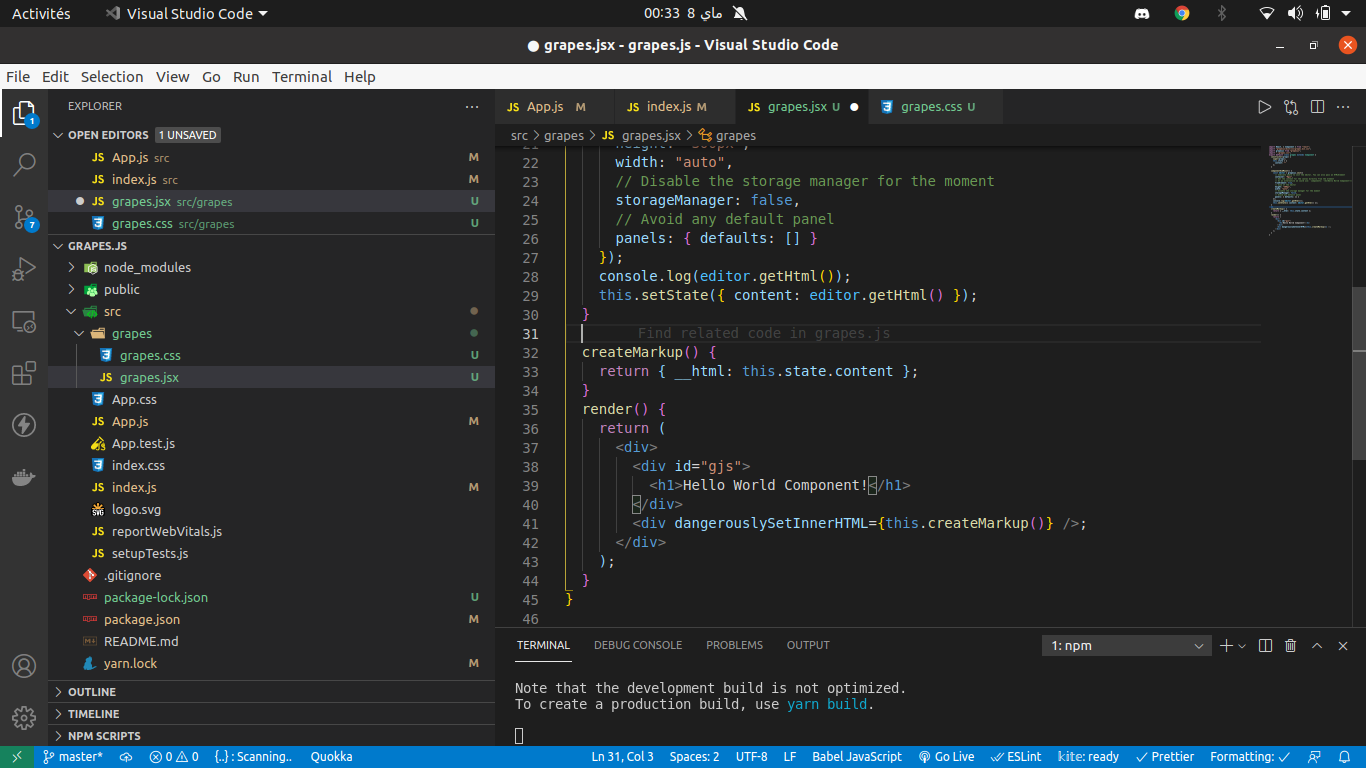 Activités
Visual Studio Code
00:33 8 ماي
grapes.jsx - grapes.js - Visual Studio Code
File Edit Selection View Go Run Terminal Help
EXPLORER
OPEN EDITORS 1 UNSAVED
JS App.js src M
JS index.js src M
JS grapes.jsx src/grapes U
grapes.css src/grapes U
GRAPES.JS
node_modules
public
src
grapes
grapes.css U
JS grapes.jsx U
App.css
JS App.js M
App.test.js
index.css
JS index.js M
logo.svg
JS reportWebVitals.js
JS setupTests.js
.gitignore
package-lock.json U
package.json M
README.md
yarn.lock M
OUTLINE
TIMELINE
NPM SCRIPTS
1
7
JS App.js M JS index.js M JS grapes.jsx U grapes.css U
src > grapes > JS grapes.jsx > grapes
22 width: "auto",
23 // Disable the storage manager for the moment
24 storageManager: false,
25 // Avoid any default panel
26 panels: { defaults: [] }
27 });
28 console.log(editor.getHtml());
29 this.setState({ content: editor.getHtml() });
30 }
31 Find related code in grapes.js
32 createMarkup() {
33 return { __html: this.state.content };
34 }
35 render() {
36 return (
37 <div>
38 <div id="gjs">
39 <h1>Hello World Component!</h1>
40 </div>
41 <div dangerouslySetInnerHTML={this.createMarkup()} />;
42 </div>
43 );
44 }
45 }
46
TERMINAL DEBUG CONSOLE PROBLEMS OUTPUT 1: npm
Note that the development build is not optimized.
To create a production build, use yarn build.
master* 0 0 {..} : Scanning.. Quokka Ln 31, Col 3 Spaces: 2 UTF-8 LF Babel JavaScript Go Live ESLint kite: ready Prettier Formatting: